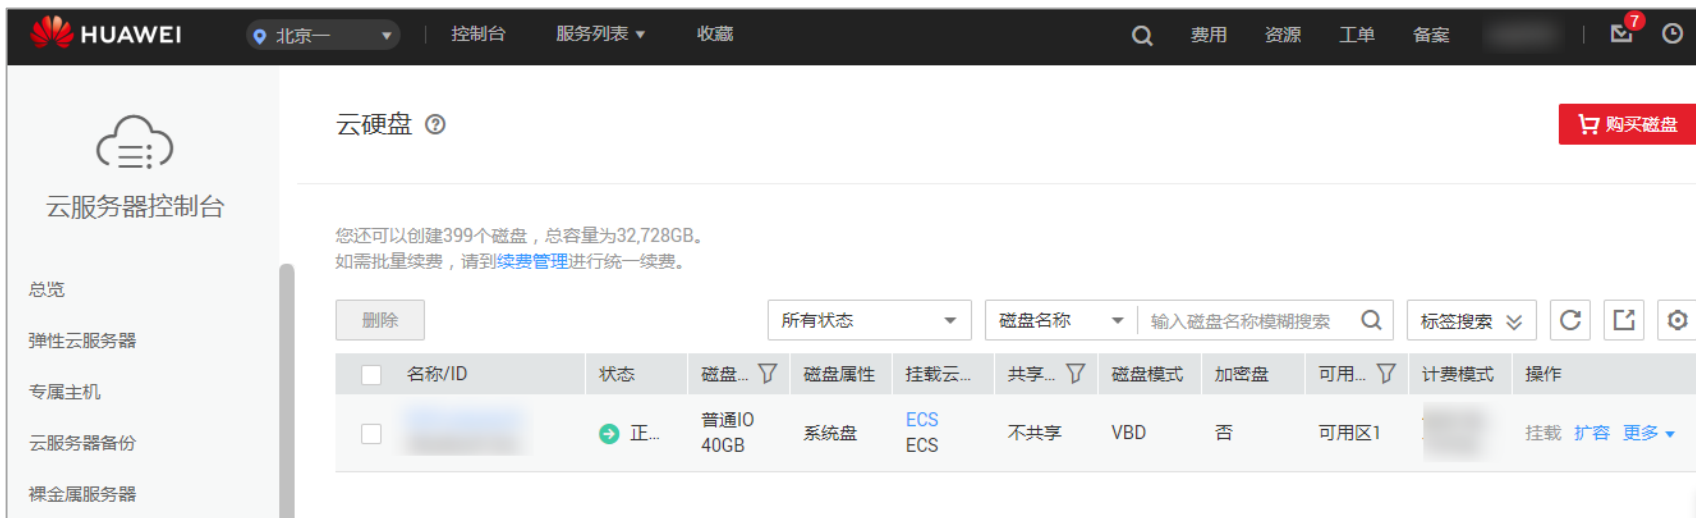 HUAWEI 北京一 控制台 服务列表 收藏 费用 资源 工单 备案 7
云服务器控制台
总览
弹性云服务器
专属主机
云服务器备份
裸金属服务器
云硬盘 ?
购买磁盘
您还可以创建399个磁盘，总容量为32,728GB。
如需批量续费，请到续费管理进行统一续费。
删除 所有状态 磁盘名称 输入磁盘名称模糊搜索 标签搜索
名称/ID 状态 磁盘... 磁盘属性 挂载云... 共享... 磁盘模式 加密盘 可用... 计费模式 操作
正... 普通IO 系统盘 ECS 不共享 VBD 否 可用区1 挂载 扩容 更多
40GB ECS